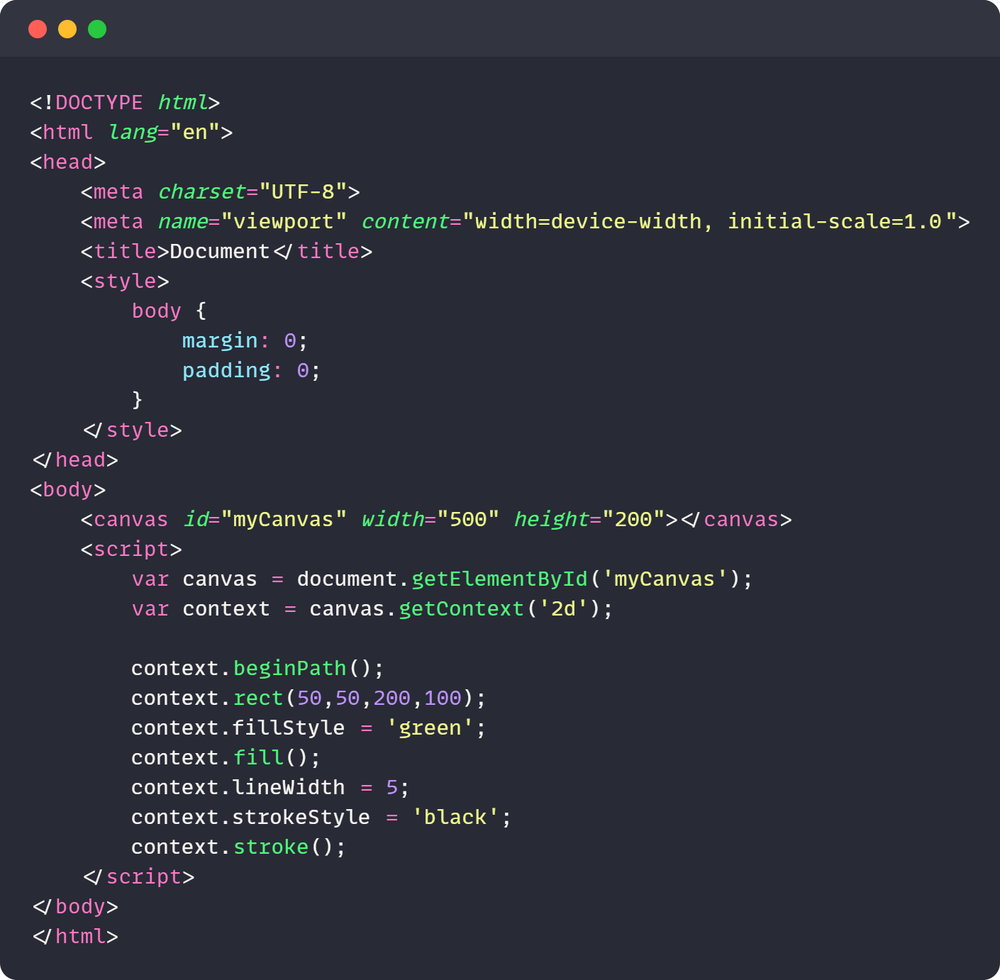 <!DOCTYPE html>
<html lang="en">
<head>
    <meta charset="UTF-8">
    <meta name="viewport" content="width=device-width, initial-scale=1.0">
    <title>Document</title>
    <style>
        body {
            margin: 0;
            padding: 0;
        }
    </style>
</head>
<body>
    <canvas id="myCanvas" width="500" height="200"></canvas>
    <script>
        var canvas = document.getElementById('myCanvas');
        var context = canvas.getContext('2d');

        context.beginPath();
        context.rect(50,50,200,100);
        context.fillStyle = 'green';
        context.fill();
        context.lineWidth = 5;
        context.strokeStyle = 'black';
        context.stroke();
    </script>
</body>
</html>